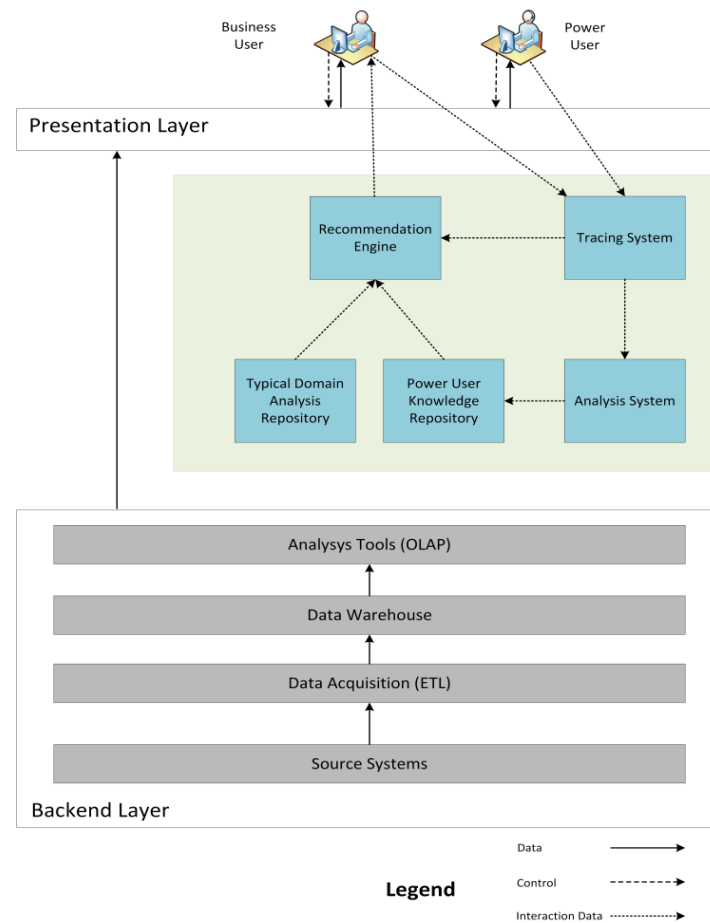 Business
User
Power
User
Presentation Layer
Recommendation
Engine
Tracing System
Typical Domain
Analysis
Repository
Power User
Knowledge
Repository
Analysis System
Analysys Tools (OLAP)
Data Warehouse
Data Acquisition (ETL)
Source Systems
Backend Layer
Legend
Data
Control
Interaction Data